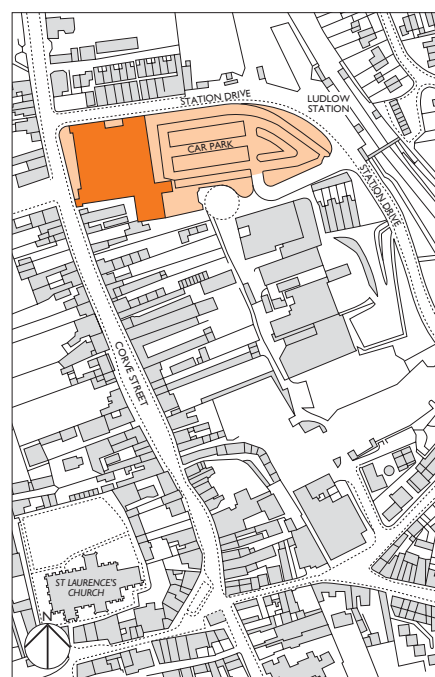 STATION DRIVE
LUDLOW
STATION
CAR PARK
STATION DRIVE
CORVE STREET
ST LAURENCE'S
CHURCH
N